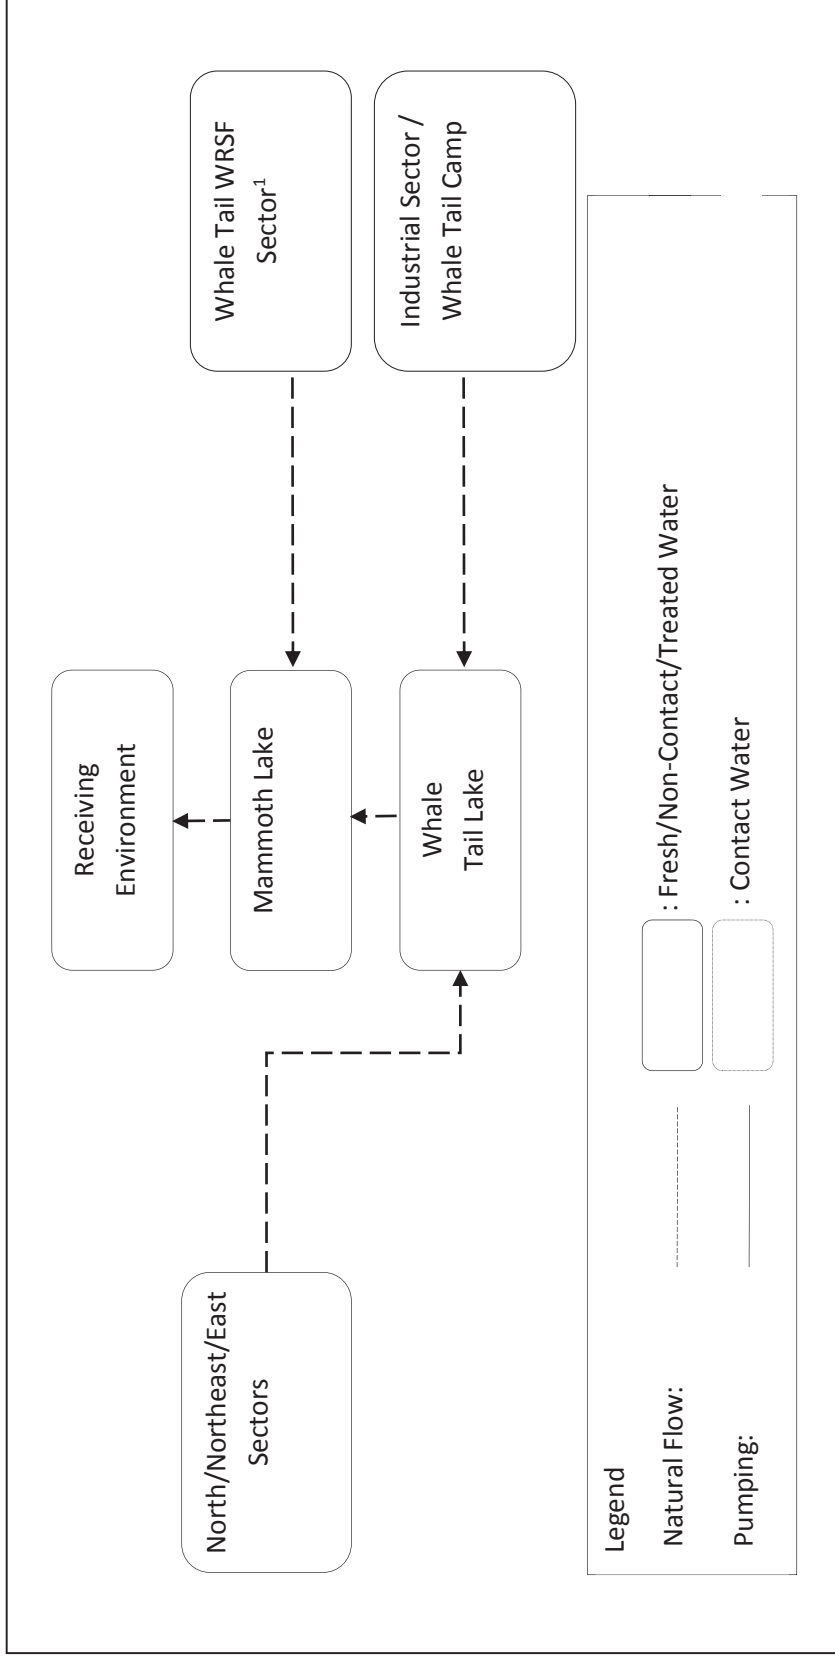 Receiving
Environment
North/Northeast/East
Sectors
Mammoth Lake
Whale Tail WRSF
Sector¹
Whale
Tail Lake
Industrial Sector /
Whale Tail Camp
Legend
Natural Flow:
: Fresh/Non-Contact/Treated Water
Pumping:
: Contact Water